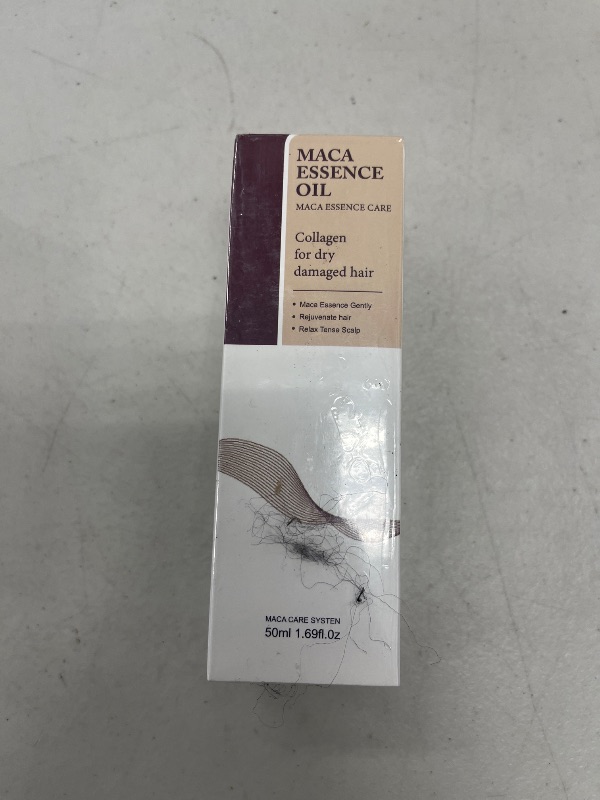 MACA
ESSENCE
OIL
MACA ESSENCE CARE
Collagen
for dry
damaged hair
• Maca Essence Gently
• Rejuvenate hair
• Relax Tense Scalp
MACA CARE SYSTEN
50ml 1.69fl.0z